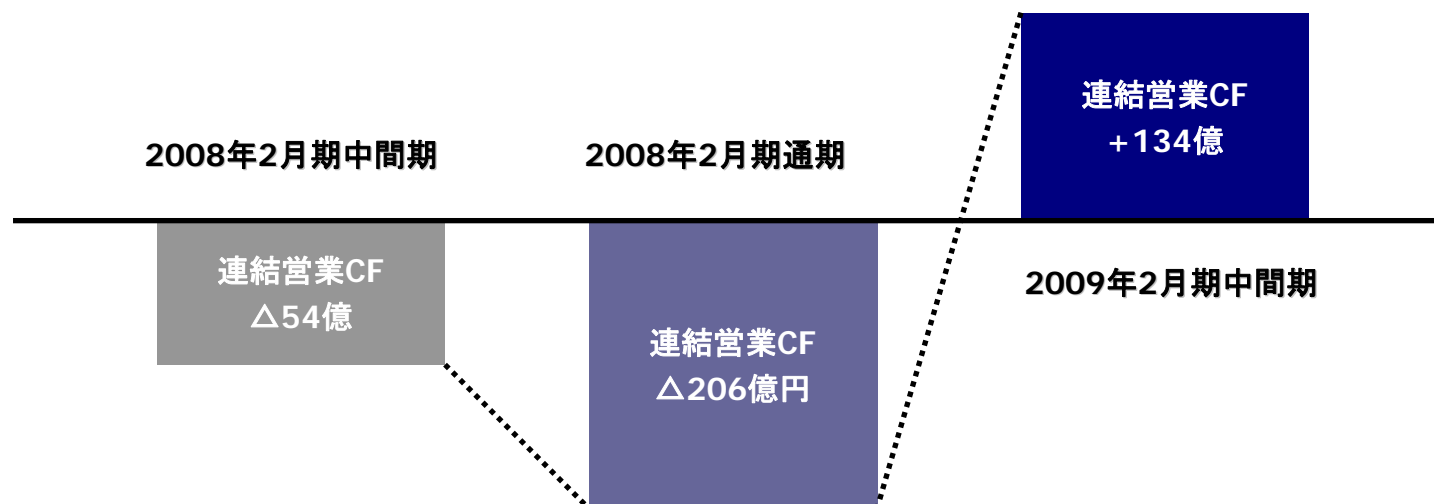 2008年2月期中間期
連結営業CF
△54億
2008年2月期通期
連結営業CF
△206億円
連結営業CF
+134億
2009年2月期中間期